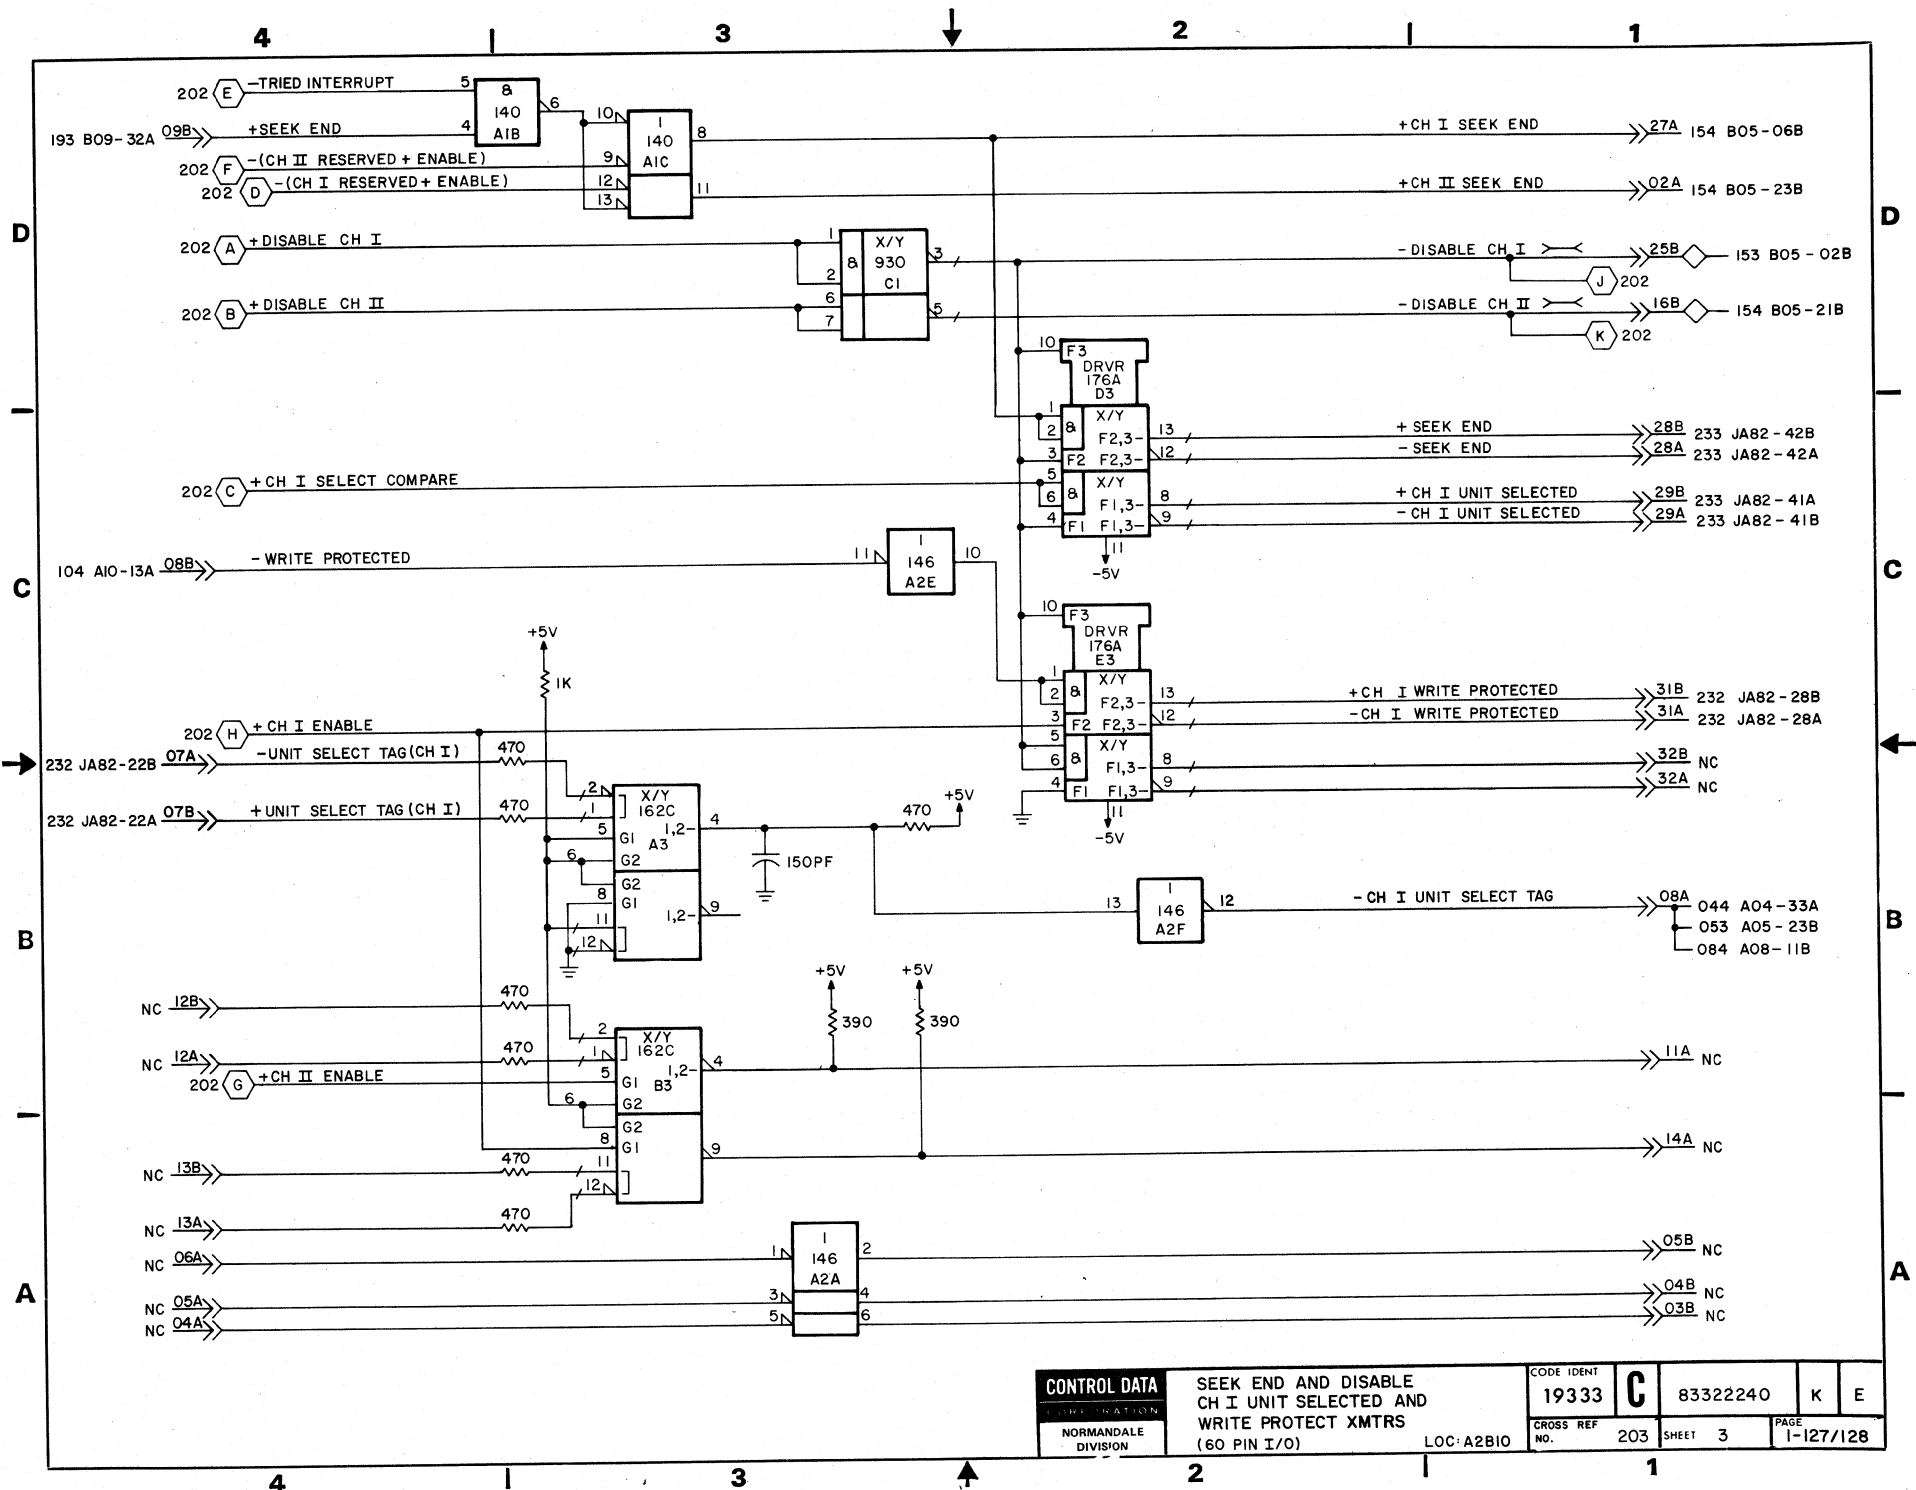 4 3 2 1
202 E -TRIED INTERRUPT 5
& 140 A1B 6
193 B09-32A 09B +SEEK END 4
10 1 140 A1C 8
+CH I SEEK END 27A 154 B05-06B
202 F -(CH II RESERVED + ENABLE) 9
202 D -(CH I RESERVED + ENABLE) 12
13 11
+CH II SEEK END 02A 154 B05-23B
D D
202 A +DISABLE CH I 1
2 & X/Y 930 C1 3
-DISABLE CH I 25B 153 B05-02B
J 202
202 B +DISABLE CH II 6
7 5
-DISABLE CH II 16B 154 B05-21B
K 202
10 F3
DRVR
176A
D3
1 X/Y
2 & F2,3- 13 + SEEK END 28B 233 JA82-42B
3 F2 F2,3- 12 - SEEK END 28A 233 JA82-42A
202 C +CH I SELECT COMPARE 5 X/Y
6 & F1,3- 8 +CH I UNIT SELECTED 29B 233 JA82-41A
4 F1 F1,3- 9 -CH I UNIT SELECTED 29A 233 JA82-41B
11
-5V
104 A10-13A 08B -WRITE PROTECTED 11
1 146 A2E 10
C C
10 F3
DRVR
176A
E3
+5V
1K
1 X/Y
2 & F2,3- 13 +CH I WRITE PROTECTED 31B 232 JA82-28B
202 H +CH I ENABLE 3 F2 F2,3- 12 -CH I WRITE PROTECTED 31A 232 JA82-28A
5 X/Y
6 & F1,3- 8 32B NC
4 F1 F1,3- 9 32A NC
11
-5V
232 JA82-22B 07A -UNIT SELECT TAG (CH I) 470
2 X/Y
232 JA82-22A 07B +UNIT SELECT TAG (CH I) 470 1 162C
5 G1 1,2- 4 470 +5V
A3
6 G2
150PF
G2
8 G1
1,2- 9
11
12
13 1 146 A2F 12 -CH I UNIT SELECT TAG 08A 044 A04-33A
053 A05-23B
084 A08-11B
B B
+5V +5V
390 390
NC 12B 470 2 X/Y
NC 12A 470 1 162C
1,2- 4 11A NC
202 G +CH II ENABLE 5 G1 B3
6 G2
G2
8 G1
9 14A NC
NC 13B 470 11
12
NC 13A 470
NC 06A 1 1 146 A2A 2 05B NC
A A
NC 05A 3 4 04B NC
NC 04A 5 6 03B NC
CONTROL DATA
CORPORATION
NORMANDALE
DIVISION
SEEK END AND DISABLE
CH I UNIT SELECTED AND
WRITE PROTECT XMTRS
(60 PIN I/O) LOC: A2B10
CODE IDENT
19333 C 83322240 K E
CROSS REF
NO. 203 SHEET 3 PAGE
1-127/128
4 3 2 1